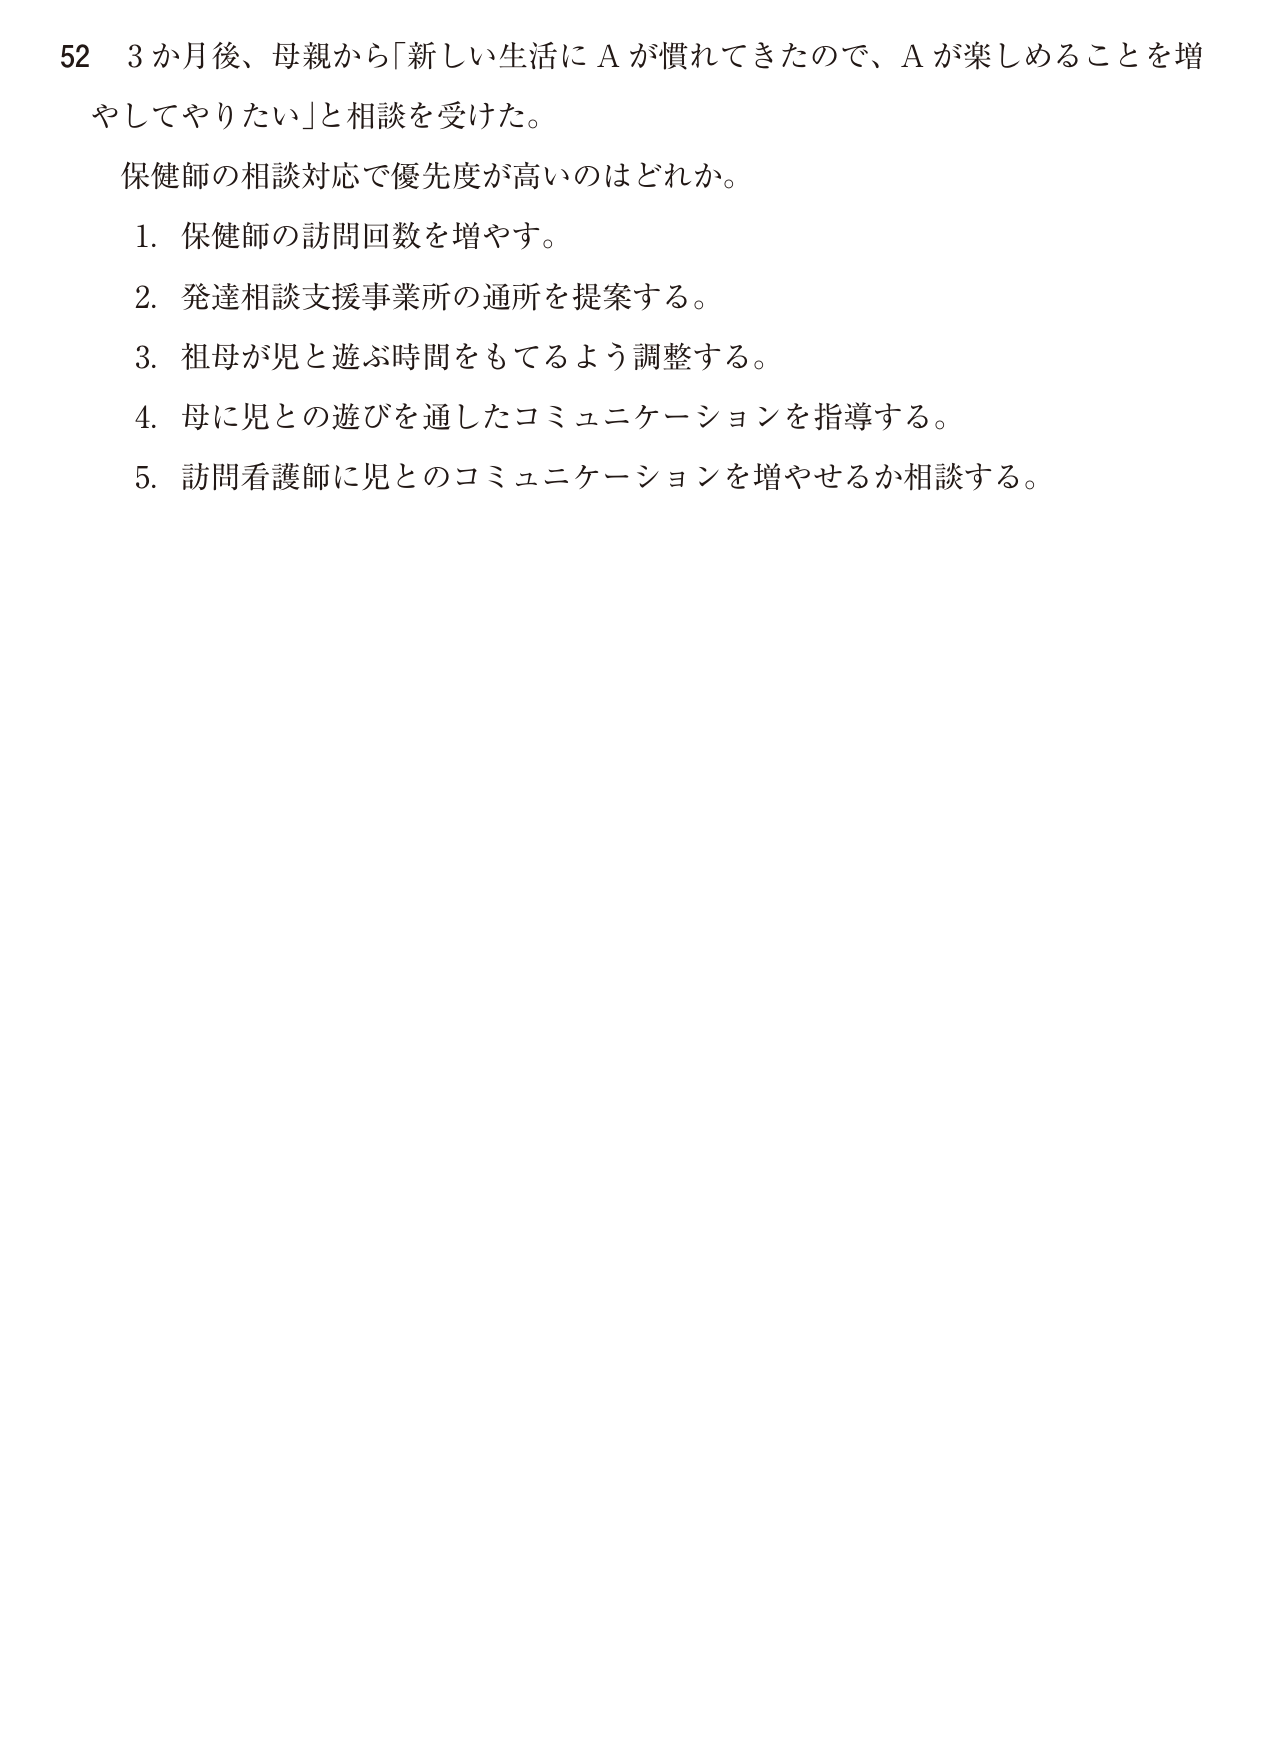 52　3か月後、母親から「新しい生活にAが慣れてきたので、Aが楽しめることを増
やしてやりたい」と相談を受けた。
保健師の相談対応で優先度が高いのはどれか。
1. 保健師の訪問回数を増やす。
2. 発達相談支援事業所の通所を提案する。
3. 祖母が児と遊ぶ時間をもてるよう調整する。
4. 母に児との遊びを通したコミュニケーションを指導する。
5. 訪問看護師に児とのコミュニケーションを増やせるか相談する。